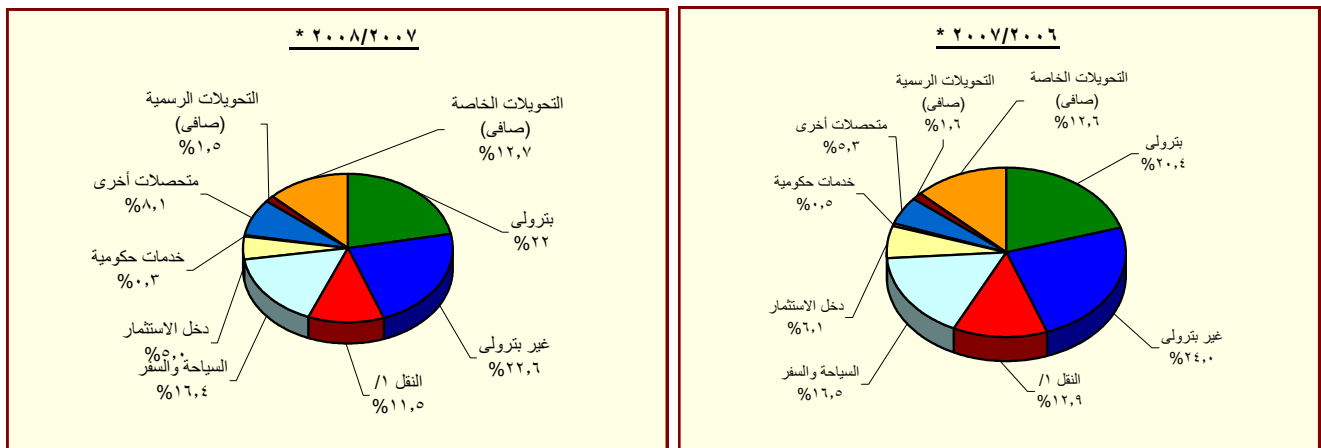 ٢٠٠٧/٢٠٠٦ *
التحويلات الخاصة
(صافى)
%١٢,٦
بترولى
%٢٠,٤
غير بترولى
%٢٤,٠
النقل ١/
%١٢,٩
السياحة والسفر
%١٦,٥
دخل الاستثمار
%٦,١
خدمات حكومية
%٠,٥
متحصلات أخرى
%٥,٣
التحويلات الرسمية
(صافى)
%١,٦
٢٠٠٨/٢٠٠٧ *
التحويلات الخاصة
(صافى)
%١٢,٧
بترولى
%٢٢
غير بترولى
%٢٢,٦
النقل ١/
%١١,٥
السياحة والسفر
%١٦,٤
دخل الاستثمار
%٥,٠
خدمات حكومية
%٠,٣
متحصلات أخرى
%٨,١
التحويلات الرسمية
(صافى)
%١,٥